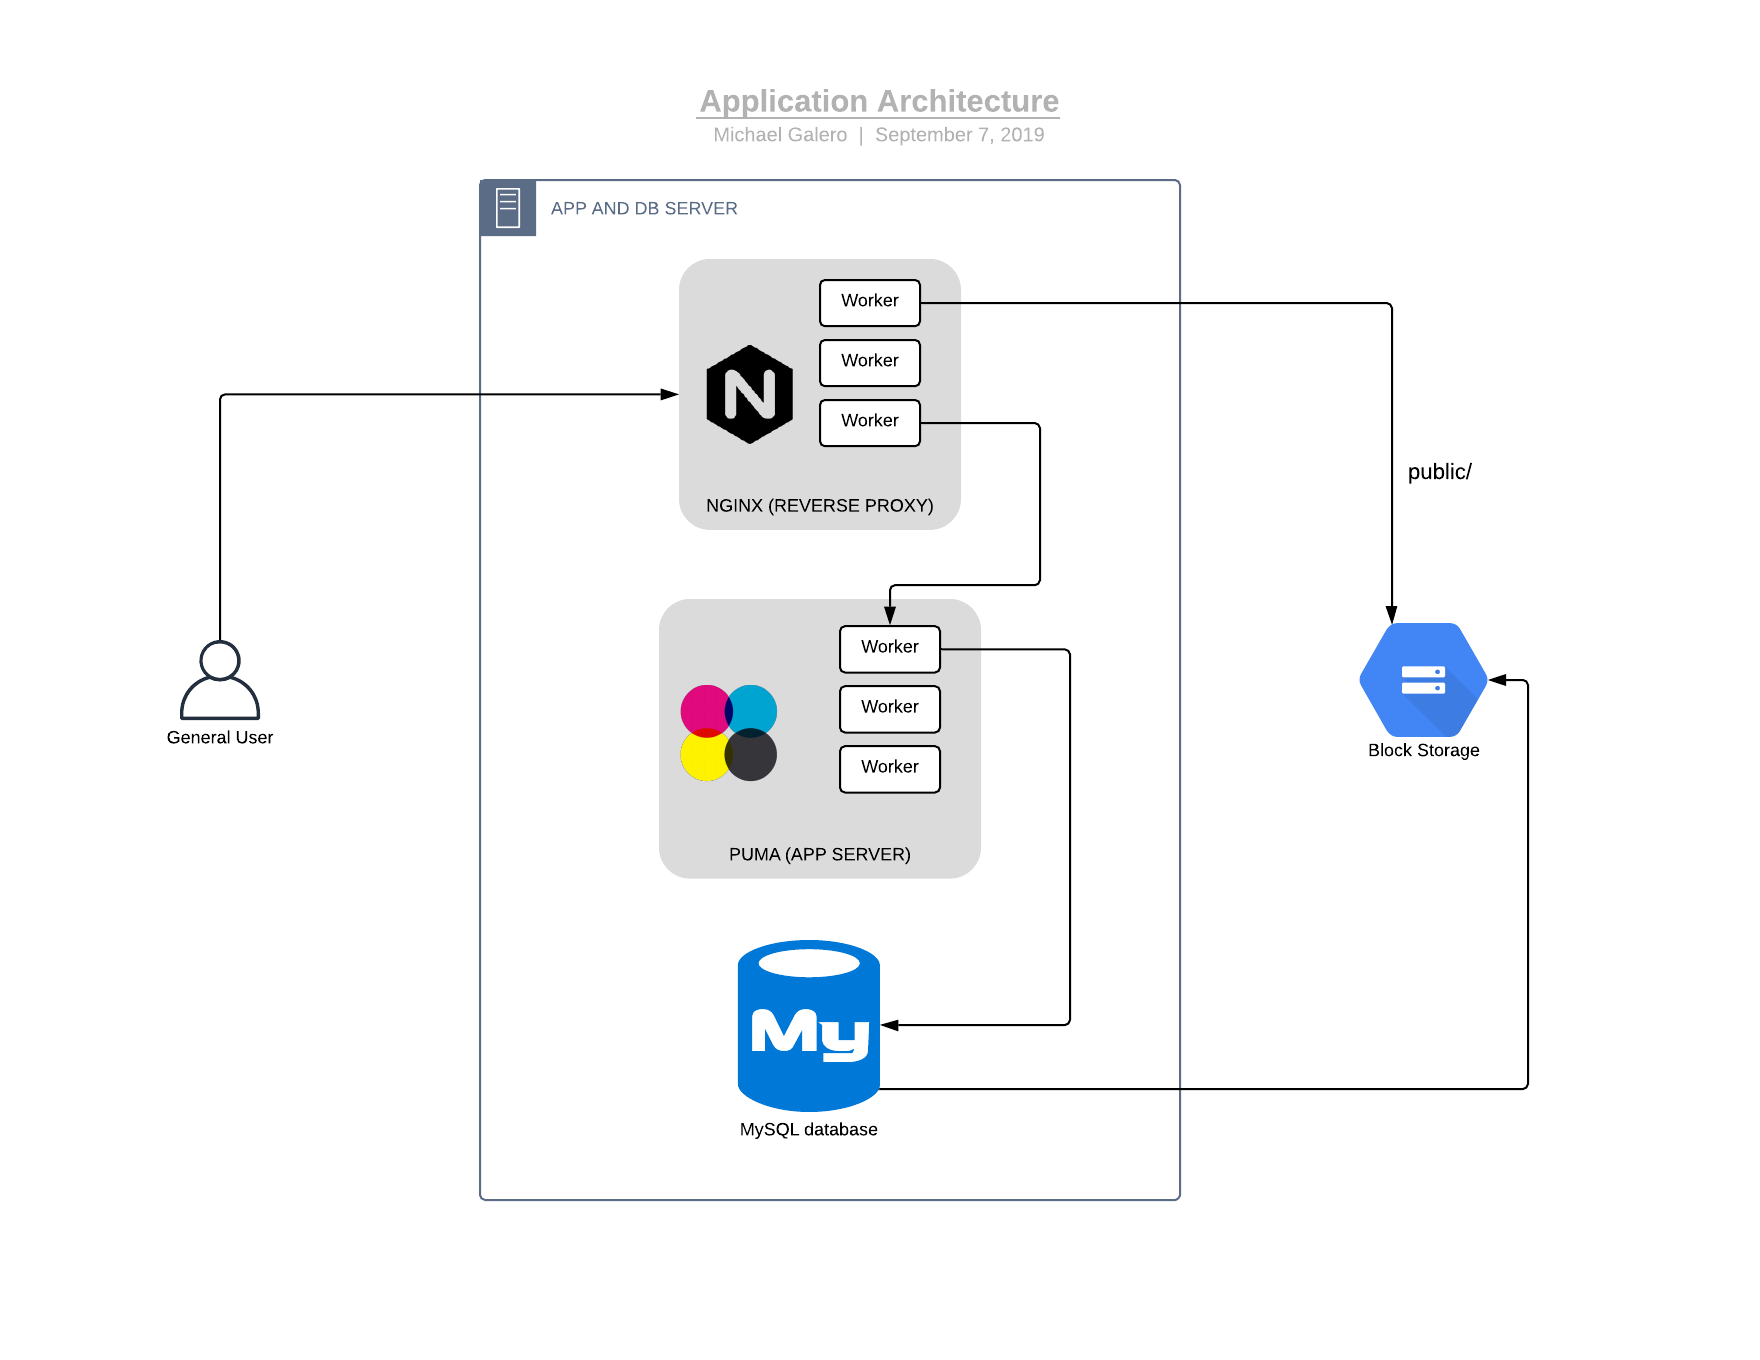 Application Architecture
Michael Galero | September 7, 2019
APP AND DB SERVER
Worker
Worker
Worker
N
NGINX (REVERSE PROXY)
public/
Worker
Worker
Worker
PUMA (APP SERVER)
General User
Block Storage
My
MySQL database